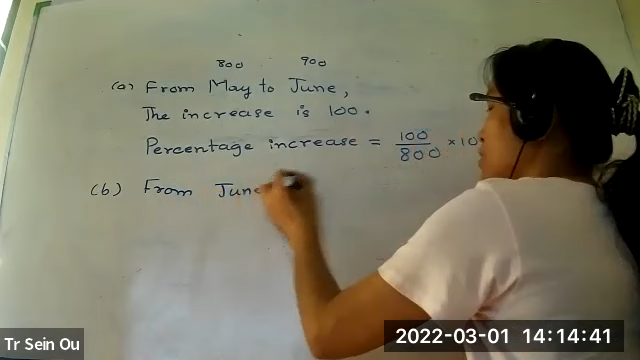 800 900
(a) From May to June,
The increase is 100.
Percentage increase = 100/800 × 10
(b) From June
Tr Sein Ou
2022-03-01 14:14:41